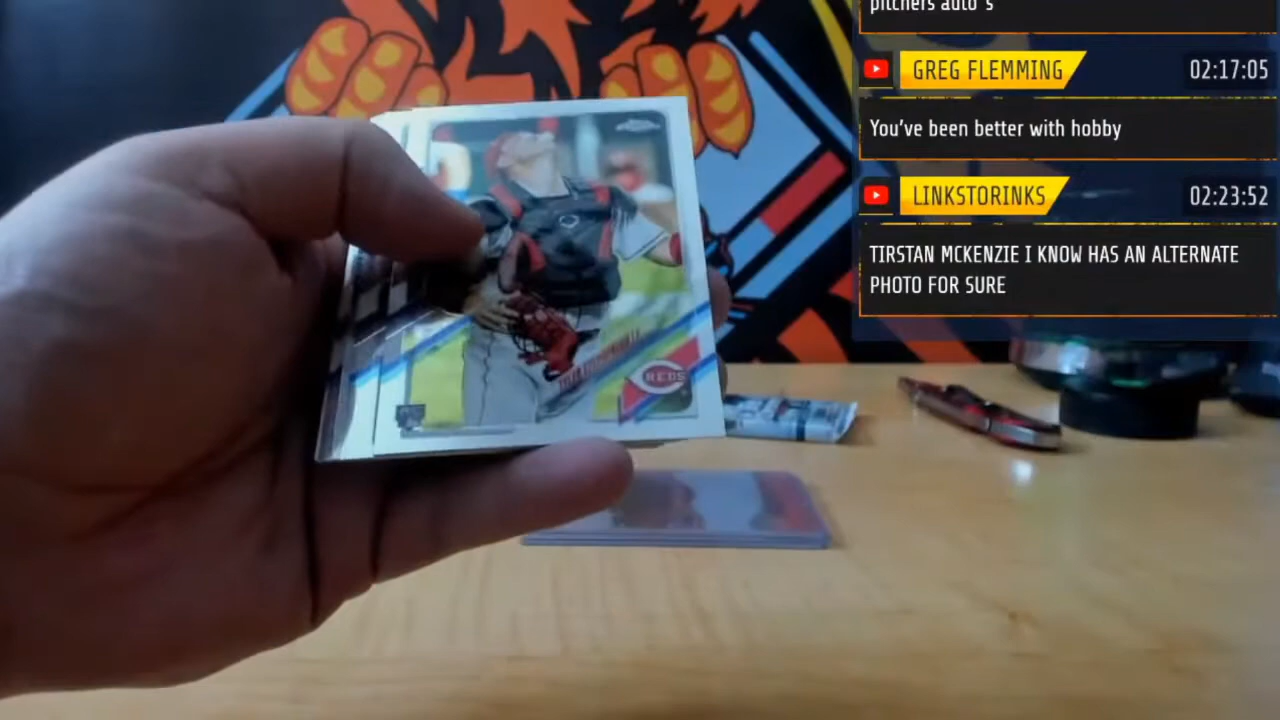 pitchers auto's
GREG FLEMMING
02:17:05
You've been better with hobby
LINKSTORINKS
02:23:52
TIRSTAN MCKENZIE I KNOW HAS AN ALTERNATE
PHOTO FOR SURE
REDS